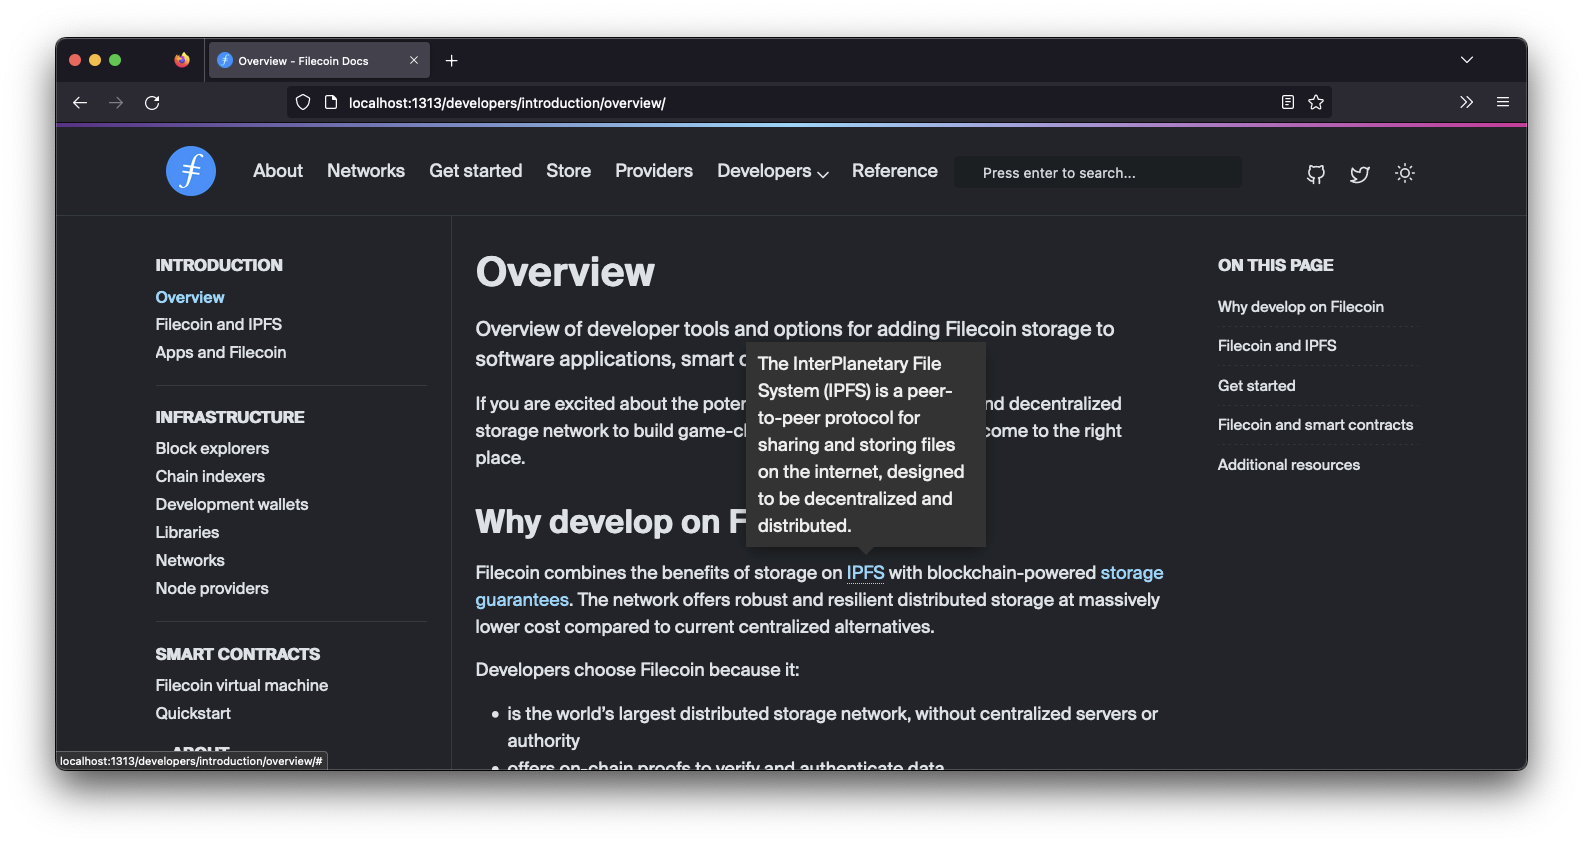 Overview - Filecoin Docs
localhost:1313/developers/introduction/overview/
About Networks Get started Store Providers Developers Reference Press enter to search...
INTRODUCTION
Overview
Filecoin and IPFS
Apps and Filecoin
INFRASTRUCTURE
Block explorers
Chain indexers
Development wallets
Libraries
Networks
Node providers
SMART CONTRACTS
Filecoin virtual machine
Quickstart
ABOUT
Overview
Overview of developer tools and options for adding Filecoin storage to
software applications, smart
If you are excited about the decentralized
storage network to build come to the right
place.
Why develop on
The InterPlanetary File
System (IPFS) is a peer-
to-peer protocol for
sharing and storing files
on the internet, designed
to be decentralized and
distributed.
Filecoin combines the benefits of storage on IPFS with blockchain-powered storage
guarantees. The network offers robust and resilient distributed storage at massively
lower cost compared to current centralized alternatives.
Developers choose Filecoin because it:
• is the world's largest distributed storage network, without centralized servers or
authority
• offers on-chain proofs to verify and authenticate data
ON THIS PAGE
Why develop on Filecoin
Filecoin and IPFS
Get started
Filecoin and smart contracts
Additional resources
localhost:1313/developers/introduction/overview/#